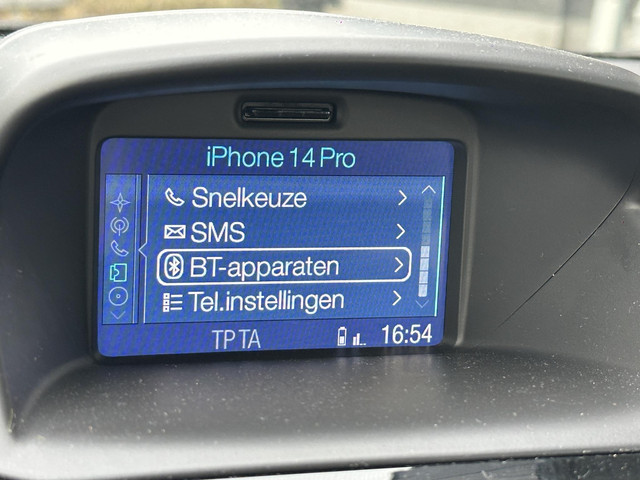 iPhone 14 Pro
Snelkeuze
SMS
BT-apparaten
Tel.instellingen
TP TA 16:54